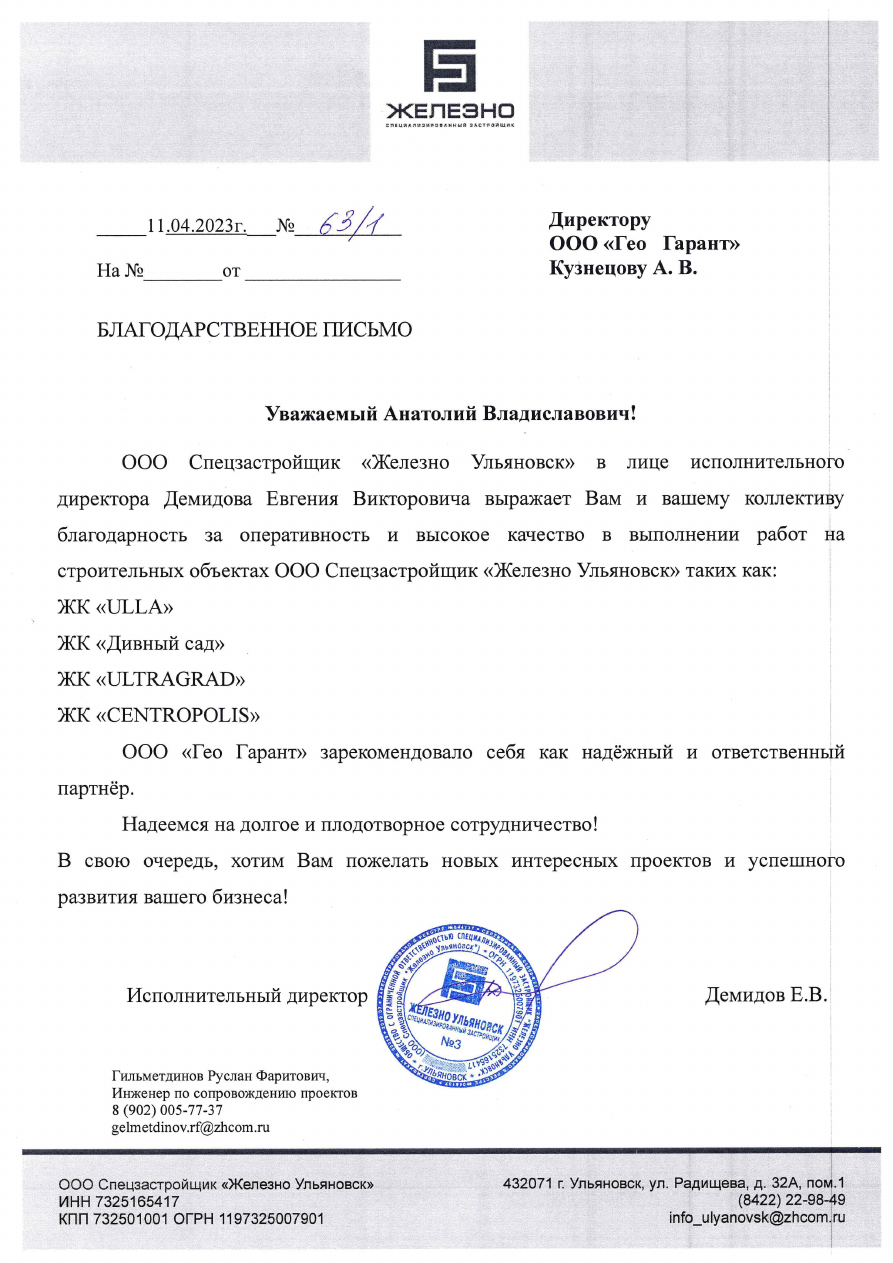 ЖЕЛЕЗНО
СПЕЦИАЛИЗИРОВАННЫЙ ЗАСТРОЙЩИК
11.04.2023г. № 63/1
На № от
Директору
ООО «Гео Гарант»
Кузнецову А. В.
БЛАГОДАРСТВЕННОЕ ПИСЬМО
Уважаемый Анатолий Владиславович!
ООО Спецзастройщик «Железно Ульяновск» в лице исполнительного
директора Демидова Евгения Викторовича выражает Вам и вашему коллективу
благодарность за оперативность и высокое качество в выполнении работ на
строительных объектах ООО Спецзастройщик «Железно Ульяновск» таких как:
ЖК «ULLA»
ЖК «Дивный сад»
ЖК «ULTRAGRAD»
ЖК «CENTROPOLIS»
ООО «Гео Гарант» зарекомендовало себя как надёжный и ответственный
партнёр.
Надеемся на долгое и плодотворное сотрудничество!
В свою очередь, хотим Вам пожелать новых интересных проектов и успешного
развития вашего бизнеса!
Исполнительный директор
Демидов Е.В.
ОБЩЕСТВО С ОГРАНИЧЕННОЙ ОТВЕТСТВЕННОСТЬЮ СПЕЦИАЛИЗИРОВАННЫЙ ЗАСТРОЙЩИК "ЖЕЛЕЗНО УЛЬЯНОВСК"
г. УЛЬЯНОВСК
(ООО Спецзастройщик "Железно Ульяновск") * ОГРН 1197325007901 ИНН 7325165417
ЖЕЛЕЗНО УЛЬЯНОВСК
СПЕЦИАЛИЗИРОВАННЫЙ ЗАСТРОЙЩИК
№3
Гильметдинов Руслан Фаритович,
Инженер по сопровождению проектов
8 (902) 005-77-37
gelmetdinov.rf@zhcom.ru
ООО Спецзастройщик «Железно Ульяновск»
ИНН 7325165417
КПП 732501001 ОГРН 1197325007901
432071 г. Ульяновск, ул. Радищева, д. 32А, пом.1
(8422) 22-98-49
info_ulyanovsk@zhcom.ru